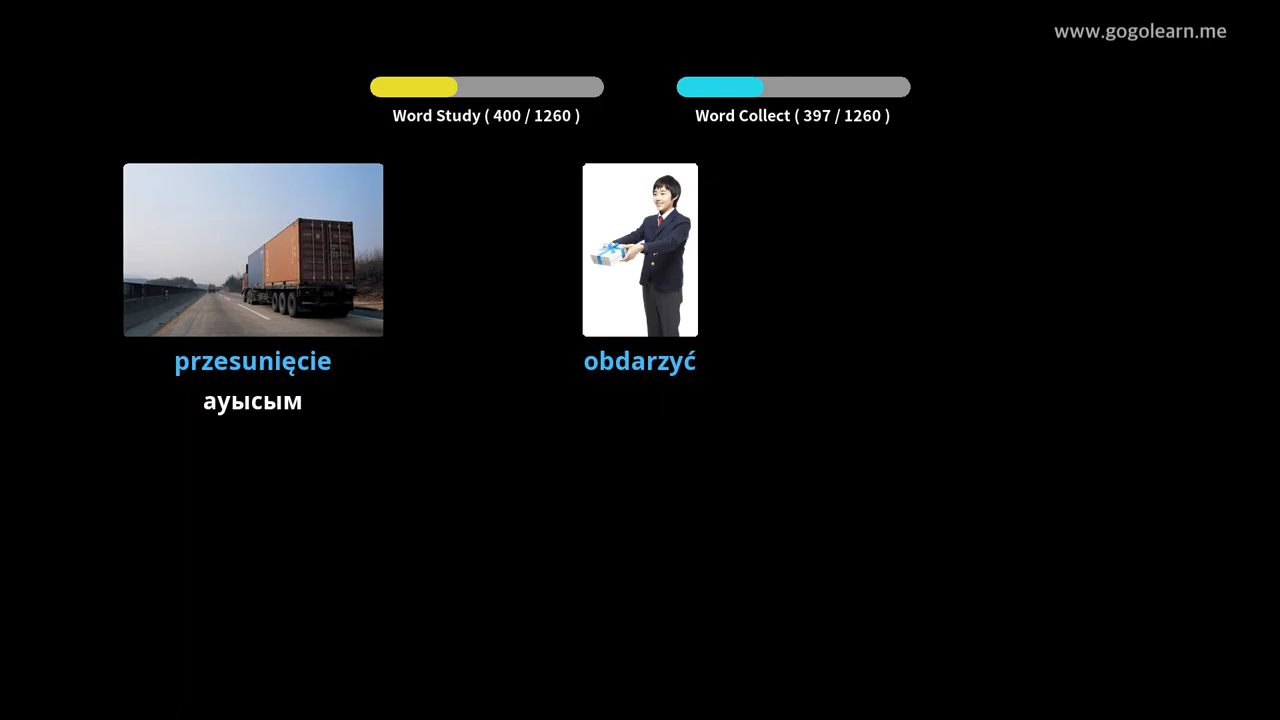 www.gogolearn.me
Word Study ( 400 / 1260 )
Word Collect ( 397 / 1260 )
przesunięcie
ауысым
obdarzyć